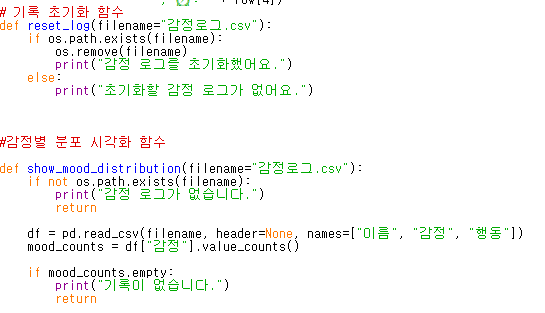 # 기록 초기화 함수
def reset_log(filename="감정로그.csv"):
    if os.path.exists(filename):
        os.remove(filename)
        print("감정 로그를 초기화했어요.")
    else:
        print("초기화할 감정 로그가 없어요.")
#감정별 분포 시각화 함수
def show_mood_distribution(filename="감정로그.csv"):
    if not os.path.exists(filename):
        print("감정 로그가 없습니다.")
        return
    df = pd.read_csv(filename, header=None, names=["이름", "감정", "행동"])
    mood_counts = df["감정"].value_counts()
    if mood_counts.empty:
        print("기록이 없습니다.")
        return